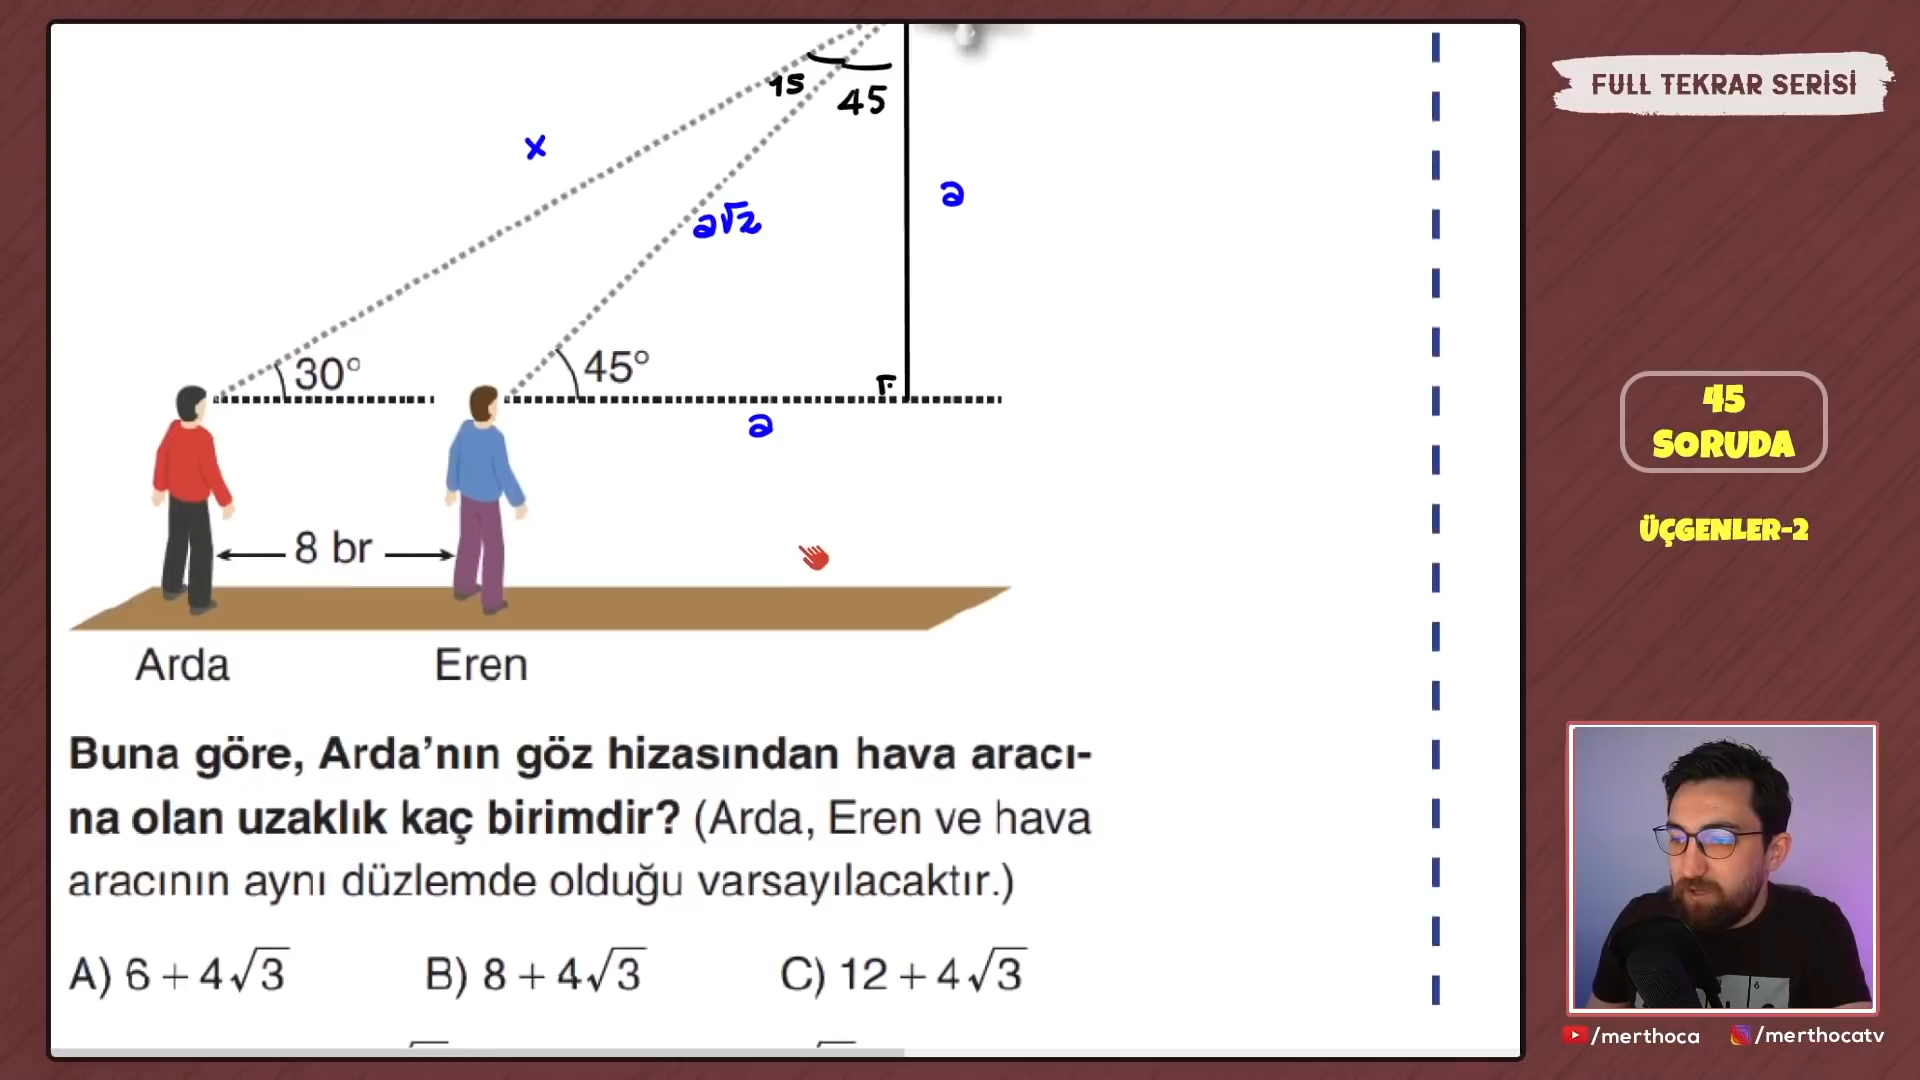 FULL TEKRAR SERİSİ
15
45
x
a√2
a
30°
45°
a
8 br
Arda
Eren
Buna göre, Arda’nın göz hizasından hava aracı-
na olan uzaklık kaç birimdir? (Arda, Eren ve hava
aracının aynı düzlemde olduğu varsayılacaktır.)
A) 6 + 4√3 B) 8 + 4√3 C) 12 + 4√3
45
SORUDA
ÜÇGENLER-2
/merthoca /merthocatv